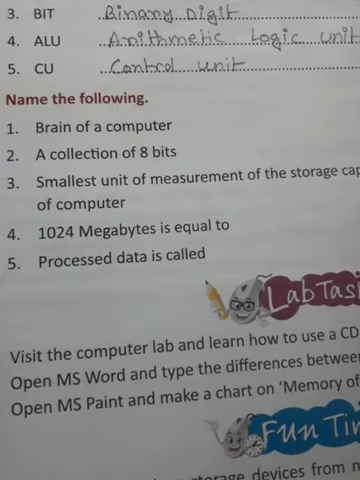 3. BIT Binary Digit
4. ALU Arithmetic Logic unit
5. CU Control unit
Name the following.
1. Brain of a computer
2. A collection of 8 bits
3. Smallest unit of measurement of the storage cap
of computer
4. 1024 Megabytes is equal to
5. Processed data is called
Lab Tas
Visit the computer lab and learn how to use a CD
Open MS Word and type the differences betwee
Open MS Paint and make a chart on 'Memory of
Fun Tim
storage devices from n